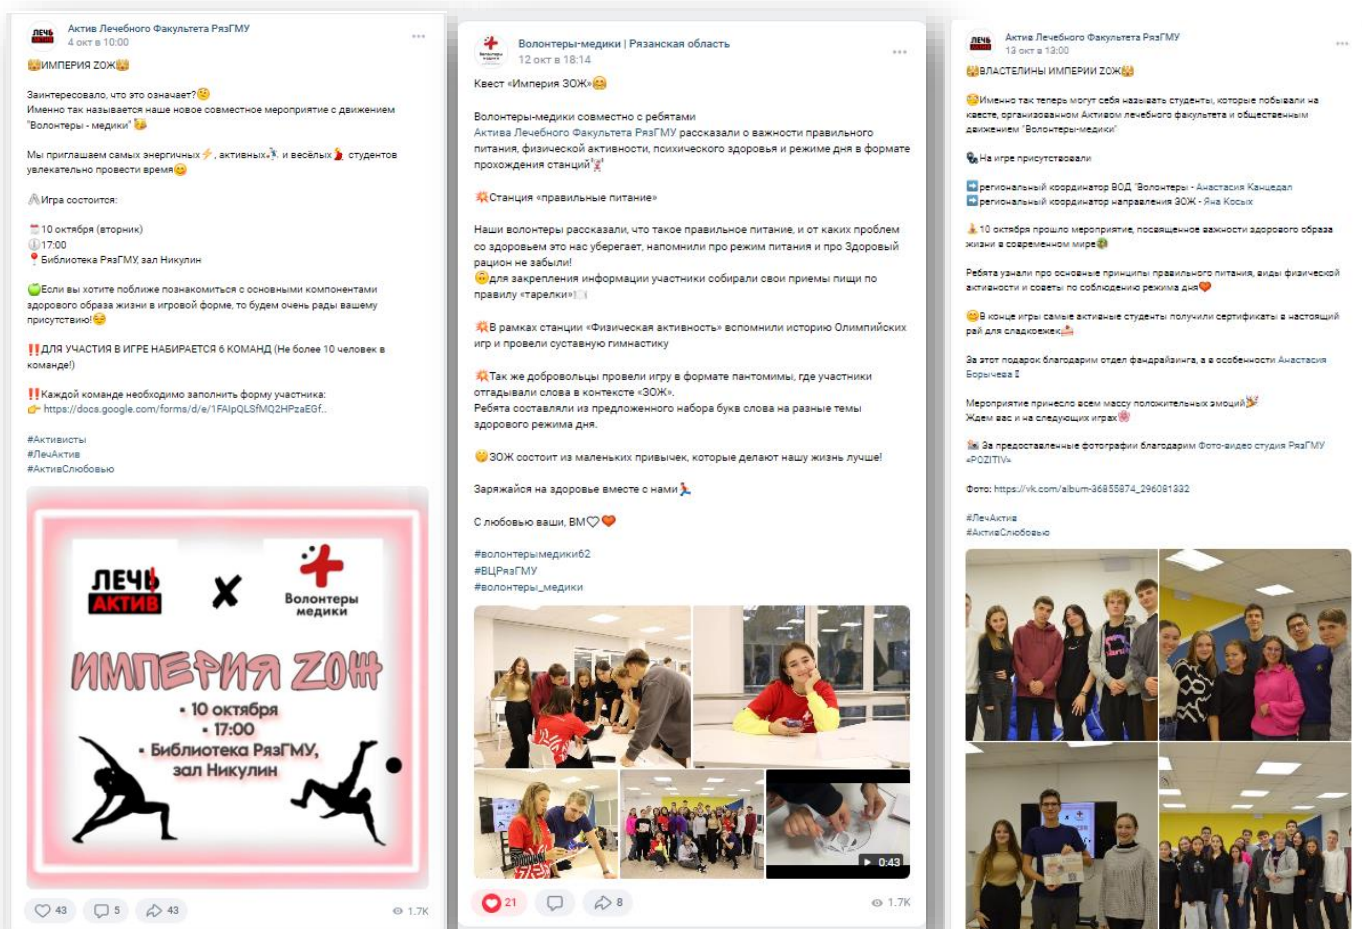 Актив Лечебного Факультета РязГМУ
4 окт в 10:00
ИМПЕРИЯ ZОЖ
Заинтересовало, что это означает?
Именно так называется наше новое совместное мероприятие с движением
"Волонтеры - медики"
Мы приглашаем самых энергичных, активных и весёлых студентов
увлекательно провести время
Игра состоится:
10 октября (вторник)
17:00
Библиотека РязГМУ, зал Никулин
Если вы хотите поближе познакомиться с основными компонентами
здорового образа жизни в игровой форме, то будем очень рады вашему
присутствию!
‼ДЛЯ УЧАСТИЯ В ИГРЕ НАБИРАЕТСЯ 6 КОМАНД (Не более 10 человек в
команде!)
‼Каждой команде необходимо заполнить форму участника:
https://docs.google.com/forms/d/e/1FAIpQLSfMQ2HPzaEGf..
#Активисты
#ЛечАктив
#АктивСлюбовью
ЛЕЧЬ
АКТИВ
X
Волонтеры
медики
ИМПЕРИЯ ZОЖ
• 10 октября
• 17:00
• Библиотека РязГМУ,
зал Никулин
43
5
43
1.7K
Волонтеры-медики | Рязанская область
12 окт в 18:14
Квест «Империя ЗОЖ»
Волонтеры-медики совместно с ребятами
Актива Лечебного Факультета РязГМУ рассказали о важности правильного
питания, физической активности, психического здоровья и режиме дня в формате
прохождения станций
Станция «правильные питание»
Наши волонтеры рассказали, что такое правильное питание, и от каких проблем
со здоровьем это нас уберегает, напомнили про режим питания и про Здоровый
рацион не забыли!
для закрепления информации участники собирали свои приемы пищи по
правилу «тарелки»
В рамках станции «Физическая активность» вспомнили историю Олимпийских
игр и провели суставную гимнастику
Так же добровольцы провели игру в формате пантомимы, где участники
отгадывали слова в контексте «ЗОЖ».
Ребята составляли из предложенного набора букв слова на разные темы
здорового режима дня.
ЗОЖ состоит из маленьких привычек, которые делают нашу жизнь лучше!
Заряжайся на здоровье вместе с нами
С любовью ваши, ВМ
#волонтерымедики62
#ВЦРязГМУ
#волонтеры_медики
0:43
21
8
1.7K
Актив Лечебного Факультета РязГМУ
13 окт в 13:00
ВЛАСТЕЛИНЫ ИМПЕРИИ ZОЖ
Именно так теперь могут себя называть студенты, которые побывали на
квесте, организованном Активом лечебного факультета и общественным
движением "Волонтеры-медики"
На игре присутствовали
региональный координатор ВОД "Волонтеры - Анастасия Канцедал
региональный координатор направления ЗОЖ - Яна Косых
10 октября прошло мероприятие, посвященное важности здорового образа
жизни в современном мире
Ребята узнали про основные принципы правильного питания, виды физической
активности и советы по соблюдению режима дня
В конце игры самые активные студенты получили сертификаты в настоящий
рай для сладкоежек
За этот подарок благодарим отдел фандрайзинга, а в особенности Анастасия
Борычева
Мероприятие принесло всем массу положительных эмоций
Ждем вас и на следующих играх
За предоставленные фотографии благодарим Фото-видео студия РязГМУ
«POZITIV»
Фото: https://vk.com/album-36855874_296081332
#ЛечАктив
#АктивСлюбовью